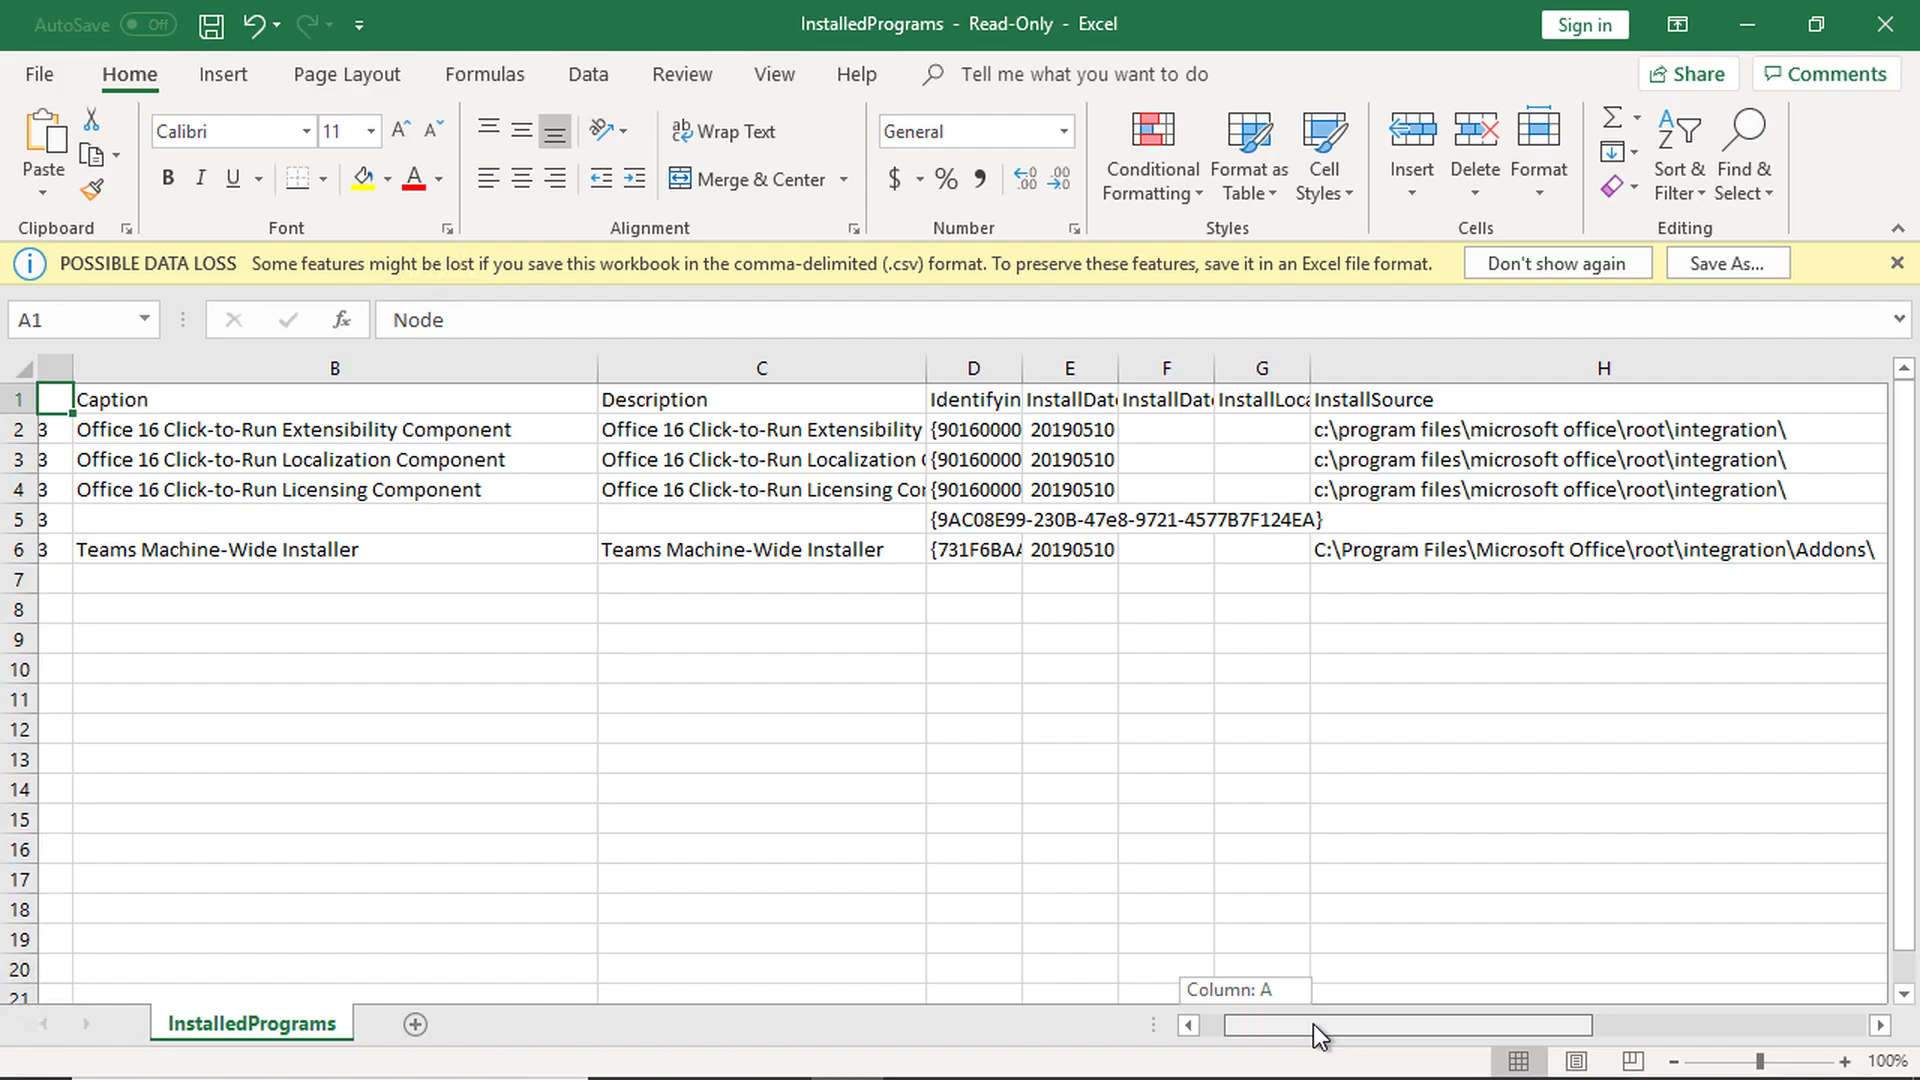 AutoSave Off InstalledPrograms - Read-Only - Excel Sign in
File Home Insert Page Layout Formulas Data Review View Help Tell me what you want to do Share Comments
Calibri 11 Wrap Text General
Paste B I U Merge & Center $ % Conditional Formatting Format as Table Cell Styles Insert Delete Format Sort & Filter Find & Select
Clipboard Font Alignment Number Styles Cells Editing
POSSIBLE DATA LOSS Some features might be lost if you save this workbook in the comma-delimited (.csv) format. To preserve these features, save it in an Excel file format. Don't show again Save As...
A1 fx Node
B C D E F G H
1 Caption Description Identifyin InstallDate InstallDate InstallLoca InstallSource
2 3 Office 16 Click-to-Run Extensibility Component Office 16 Click-to-Run Extensibility {90160000 20190510 c:\program files\microsoft office\root\integration\
3 3 Office 16 Click-to-Run Localization Component Office 16 Click-to-Run Localization C {90160000 20190510 c:\program files\microsoft office\root\integration\
4 3 Office 16 Click-to-Run Licensing Component Office 16 Click-to-Run Licensing Cor {90160000 20190510 c:\program files\microsoft office\root\integration\
5 3 {9AC08E99-230B-47e8-9721-4577B7F124EA}
6 3 Teams Machine-Wide Installer Teams Machine-Wide Installer {731F6BAA 20190510 C:\Program Files\Microsoft Office\root\integration\Addons\
7
8
9
10
11
12
13
14
15
16
17
18
19
20
21
Column: A
InstalledPrograms
100%